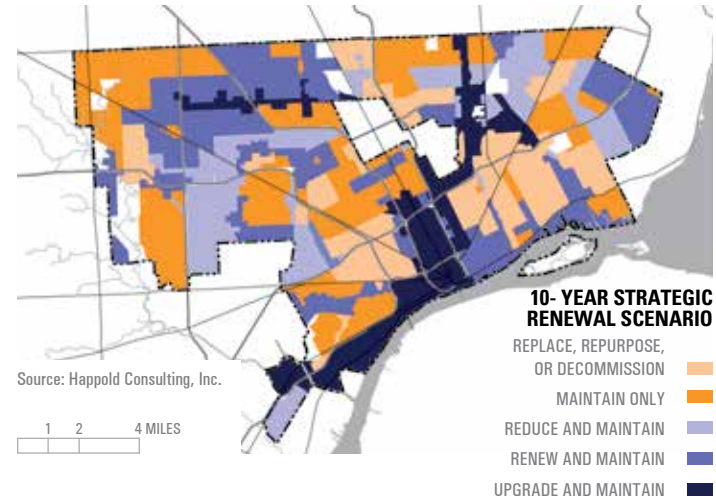 10- YEAR STRATEGIC
RENEWAL SCENARIO
REPLACE, REPURPOSE,
OR DECOMMISSION
MAINTAIN ONLY
REDUCE AND MAINTAIN
RENEW AND MAINTAIN
UPGRADE AND MAINTAIN
Source: Happold Consulting, Inc.
1 2 4 MILES